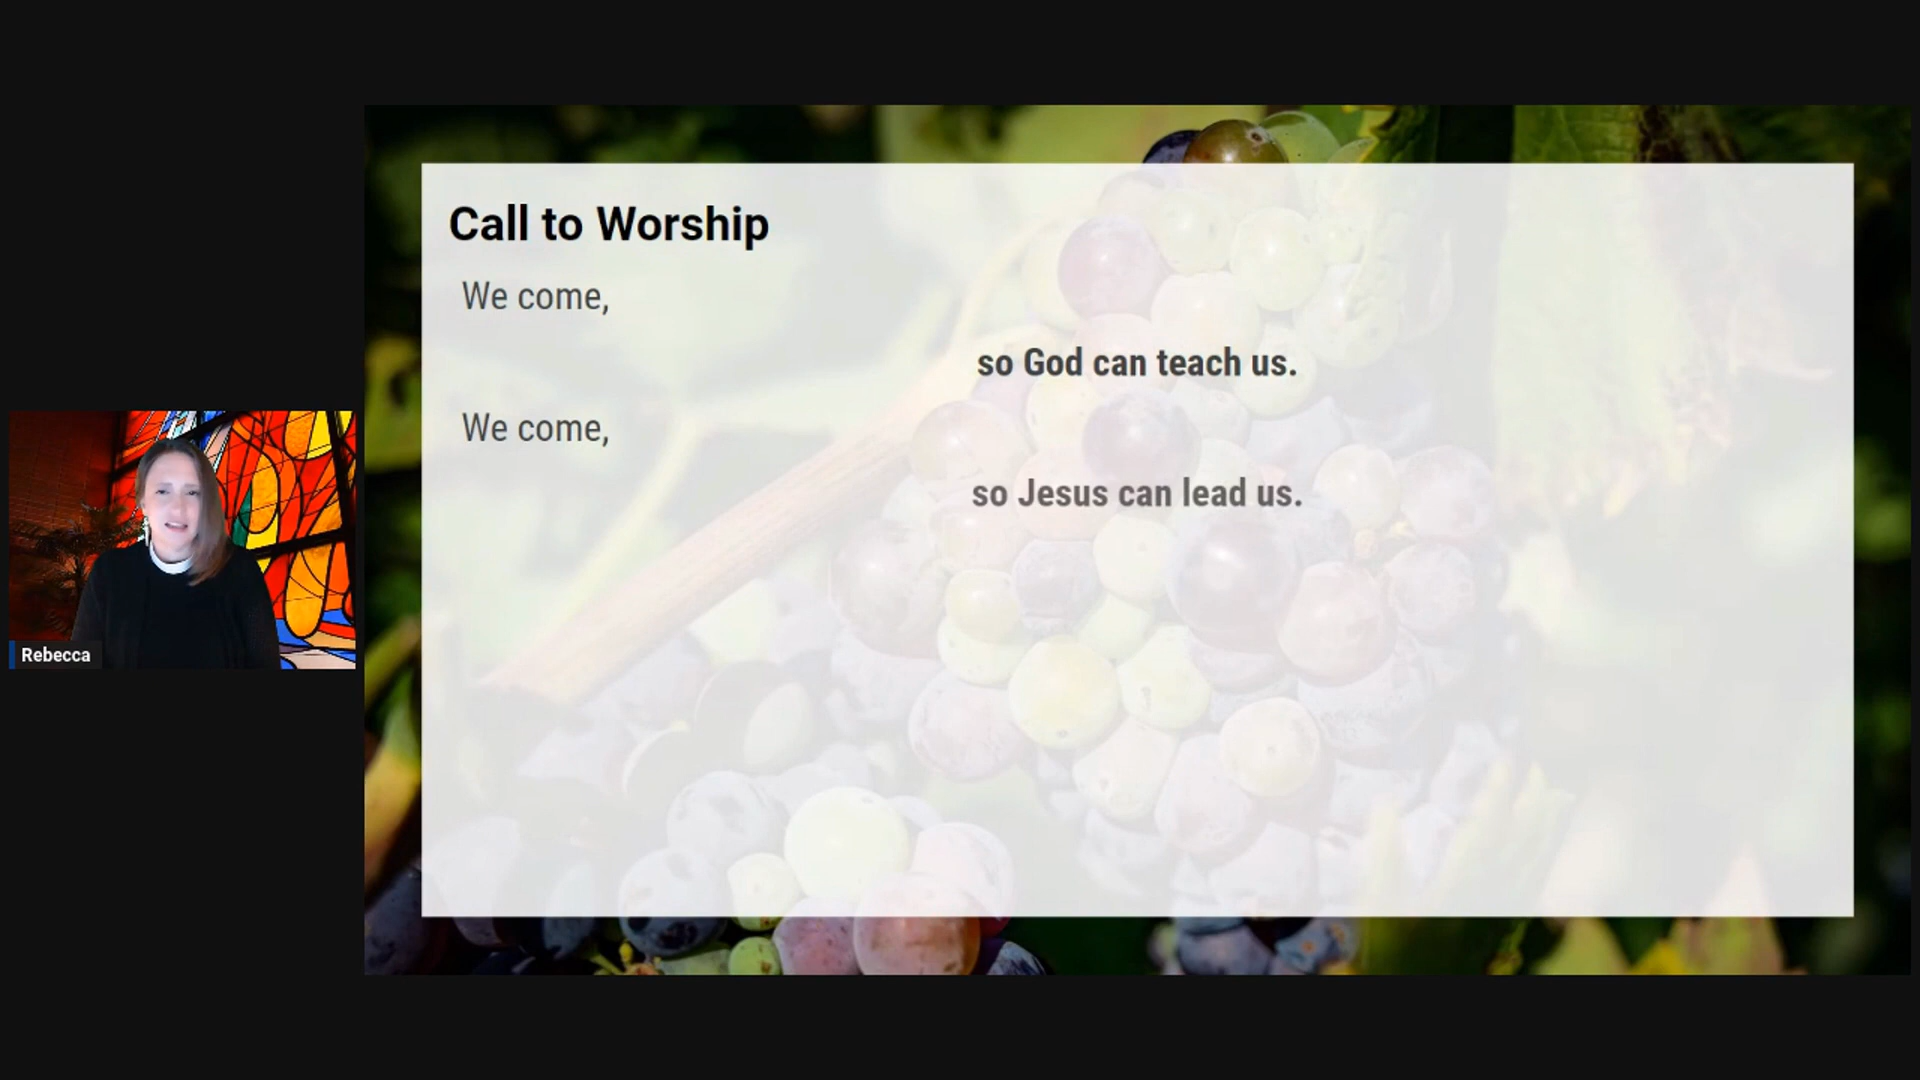 Call to Worship
We come,
so God can teach us.
We come,
so Jesus can lead us.
Rebecca